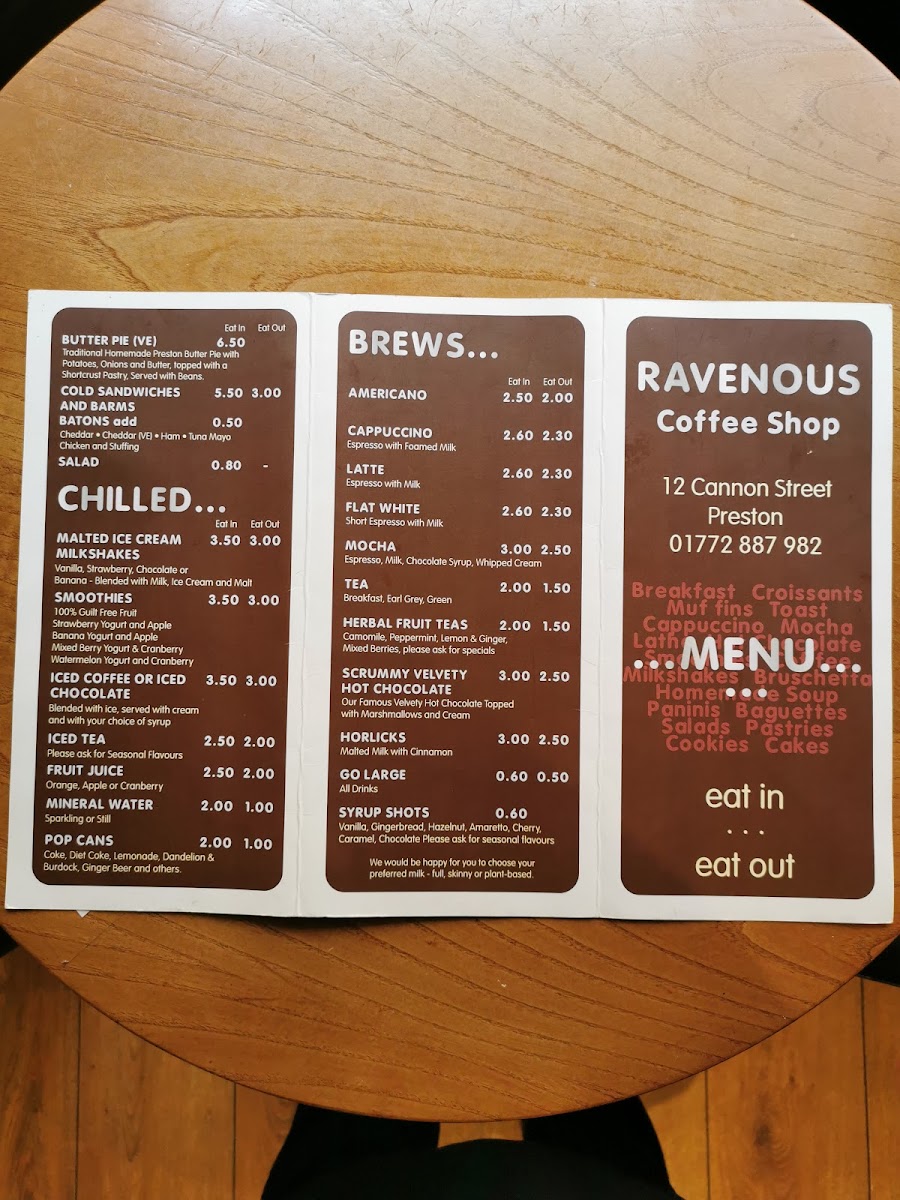 Eat In Eat Out
BUTTER PIE (VE) 6.50
Traditional Homemade Preston Butter Pie with
Potatoes, Onions and Butter, topped with a
Shortcrust Pastry, Served with Beans.
COLD SANDWICHES 5.50 3.00
AND BARMS
BATONS add 0.50
Cheddar • Cheddar (VE) • Ham • Tuna Mayo
Chicken and Stuffing
SALAD 0.80 -
CHILLED...
Eat In Eat Out
MALTED ICE CREAM 3.50 3.00
MILKSHAKES
Vanilla, Strawberry, Chocolate or
Banana - Blended with Milk, Ice Cream and Malt
SMOOTHIES 3.50 3.00
100% Guilt Free Fruit
Strawberry Yogurt and Apple
Banana Yogurt and Apple
Mixed Berry Yogurt & Cranberry
Watermelon Yogurt and Cranberry
ICED COFFEE OR ICED 3.50 3.00
CHOCOLATE
Blended with ice, served with cream
and with your choice of syrup
ICED TEA 2.50 2.00
Please ask for Seasonal Flavours
FRUIT JUICE 2.50 2.00
Orange, Apple or Cranberry
MINERAL WATER 2.00 1.00
Sparkling or Still
POP CANS 2.00 1.00
Coke, Diet Coke, Lemonade, Dandelion &
Burdock, Ginger Beer and others.
BREWS...
Eat In Eat Out
AMERICANO 2.50 2.00
CAPPUCCINO 2.60 2.30
Espresso with Foamed Milk
LATTE 2.60 2.30
Espresso with Milk
FLAT WHITE 2.60 2.30
Short Espresso with Milk
MOCHA 3.00 2.50
Espresso, Milk, Chocolate Syrup, Whipped Cream
TEA 2.00 1.50
Breakfast, Earl Grey, Green
HERBAL FRUIT TEAS 2.00 1.50
Camomile, Peppermint, Lemon & Ginger,
Mixed Berries, please ask for specials
SCRUMMY VELVETY 3.00 2.50
HOT CHOCOLATE
Our Famous Velvety Hot Chocolate Topped
with Marshmallows and Cream
HORLICKS 3.00 2.50
Malted Milk with Cinnamon
GO LARGE 0.60 0.50
All Drinks
SYRUP SHOTS 0.60
Vanilla, Gingerbread, Hazelnut, Amaretto, Cherry,
Caramel, Chocolate Please ask for seasonal flavours
We would be happy for you to choose your
preferred milk - full, skinny or plant-based.
RAVENOUS
Coffee Shop
12 Cannon Street
Preston
01772 887 982
Breakfast Croissants
Muf fins Toast
Cappuccino Mocha
...MENU...
...
Milkshakes Bruschetta
Soup
Paninis Baguettes
Salads Pastries
Cookies Cakes
eat in
...
eat out